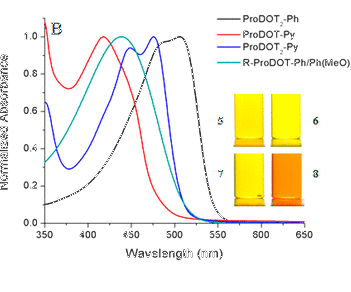 B
ProDOT2-Ph
ProDOT-Py
ProDOT2-Py
R-ProDOT-Ph/Ph(MeO)
Normalized Absorbance
1.0
0.8
0.6
0.4
0.2
0.0
5
6
7
8
350 400 450 500 550 600 650
Wavelength (nm)